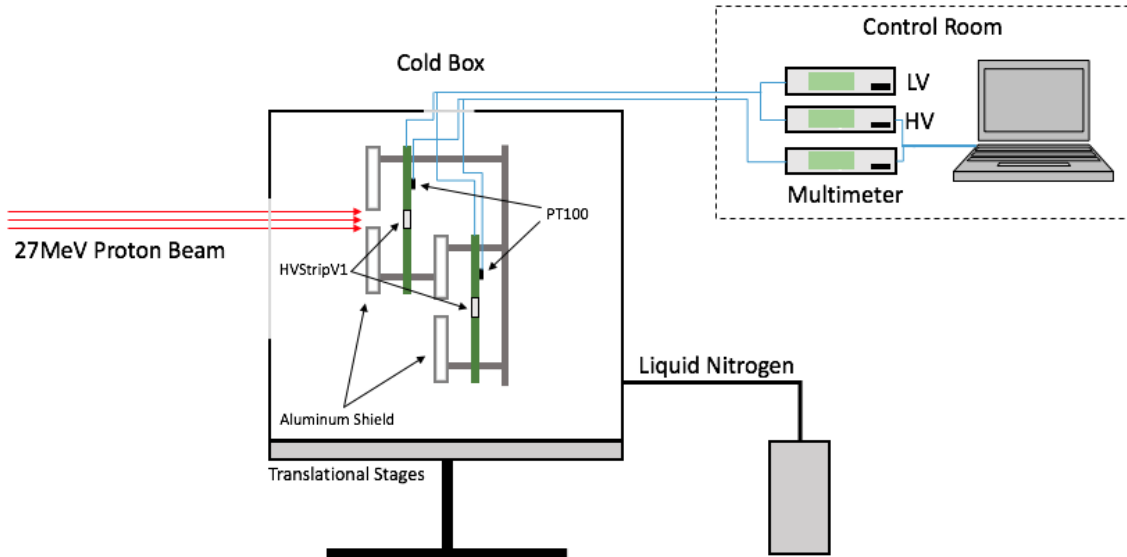 Control Room
Cold Box
LV
HV
Multimeter
PT100
27MeV Proton Beam
HVStripV1
Liquid Nitrogen
Aluminum Shield
Translational Stages